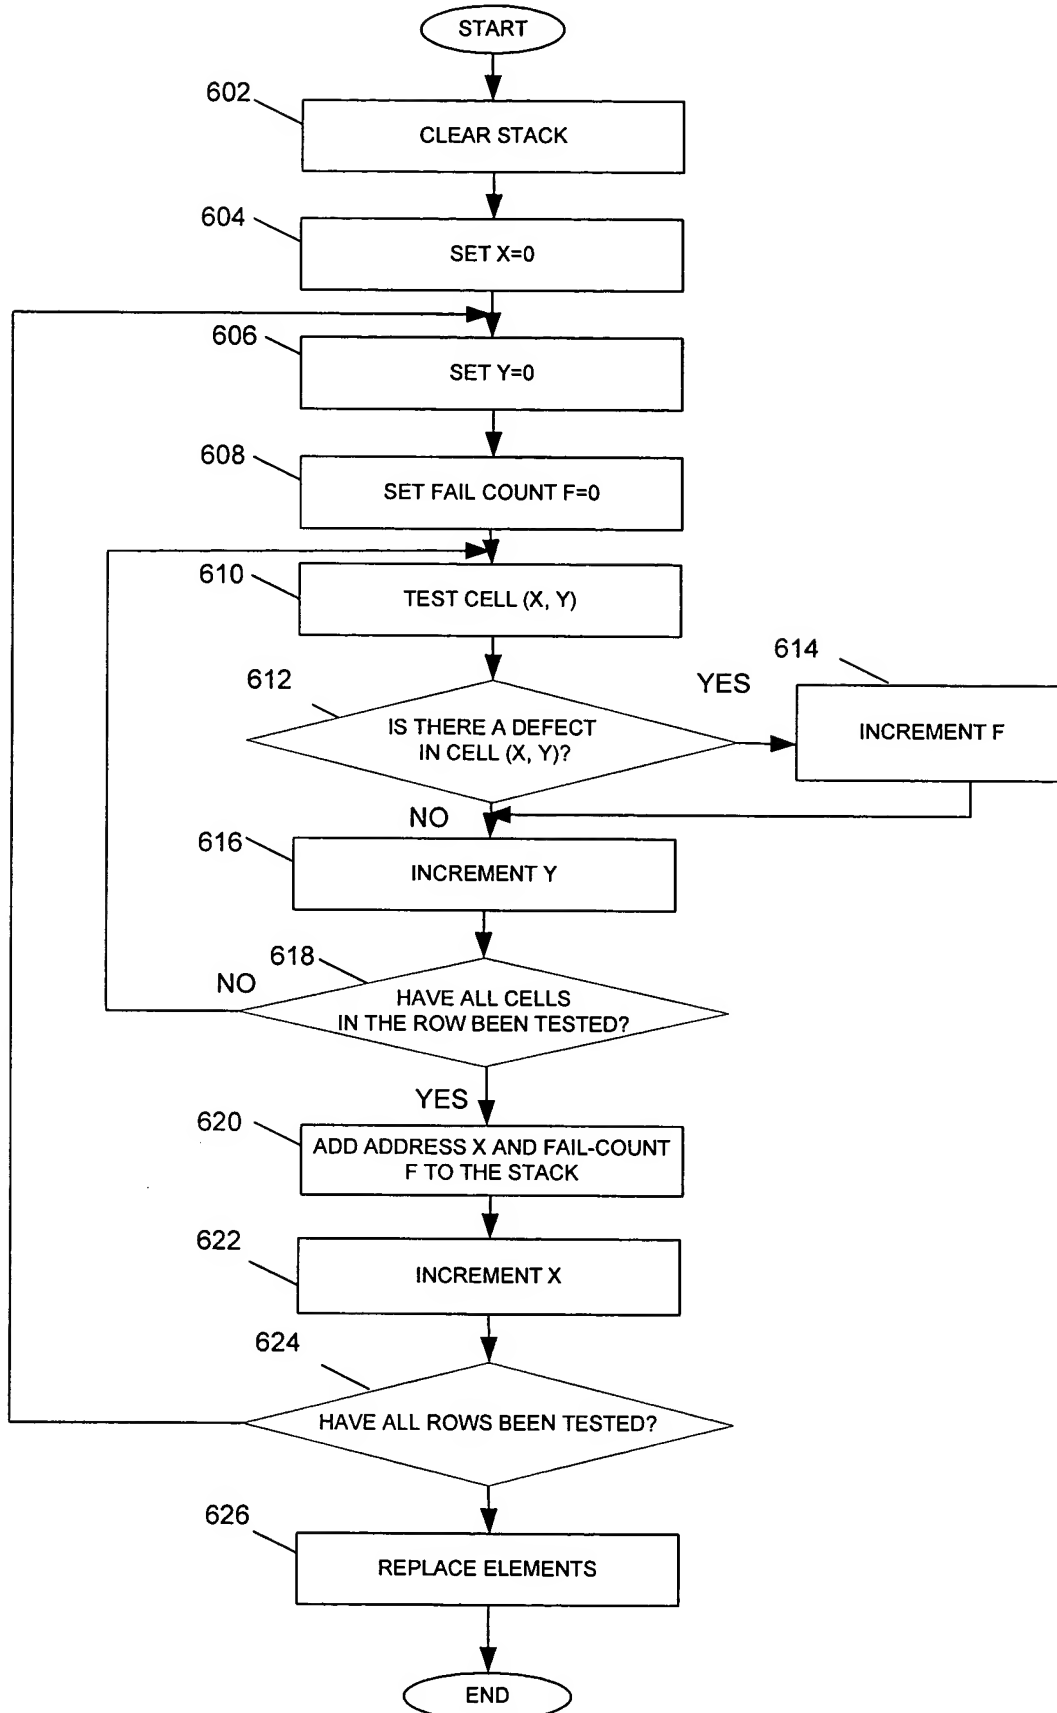 START
602
CLEAR STACK
604
SET X=0
606
SET Y=0
608
SET FAIL COUNT F=0
610
TEST CELL (X, Y)
612
IS THERE A DEFECT
IN CELL (X, Y)?
YES
614
INCREMENT F
NO
616
INCREMENT Y
618
NO
HAVE ALL CELLS
IN THE ROW BEEN TESTED?
YES
620
ADD ADDRESS X AND FAIL-COUNT
F TO THE STACK
622
INCREMENT X
624
HAVE ALL ROWS BEEN TESTED?
626
REPLACE ELEMENTS
END